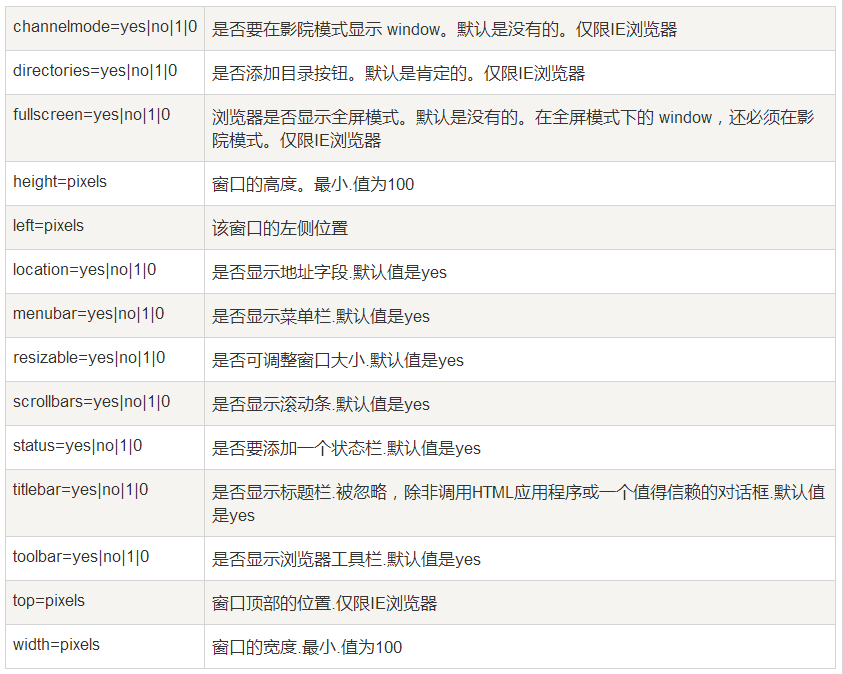 channelmode=yes|no|1|0 是否要在影院模式显示 window。默认是没有的。仅限IE浏览器
directories=yes|no|1|0 是否添加目录按钮。默认是肯定的。仅限IE浏览器
fullscreen=yes|no|1|0 浏览器是否显示全屏模式。默认是没有的。在全屏模式下的 window，还必须在影
院模式。仅限IE浏览器
height=pixels 窗口的高度。最小.值为100
left=pixels 该窗口的左侧位置
location=yes|no|1|0 是否显示地址字段.默认值是yes
menubar=yes|no|1|0 是否显示菜单栏.默认值是yes
resizable=yes|no|1|0 是否可调整窗口大小.默认值是yes
scrollbars=yes|no|1|0 是否显示滚动条.默认值是yes
status=yes|no|1|0 是否要添加一个状态栏.默认值是yes
titlebar=yes|no|1|0 是否显示标题栏.被忽略，除非调用HTML应用程序或一个值得信赖的对话框.默认值
是yes
toolbar=yes|no|1|0 是否显示浏览器工具栏.默认值是yes
top=pixels 窗口顶部的位置.仅限IE浏览器
width=pixels 窗口的宽度.最小.值为100